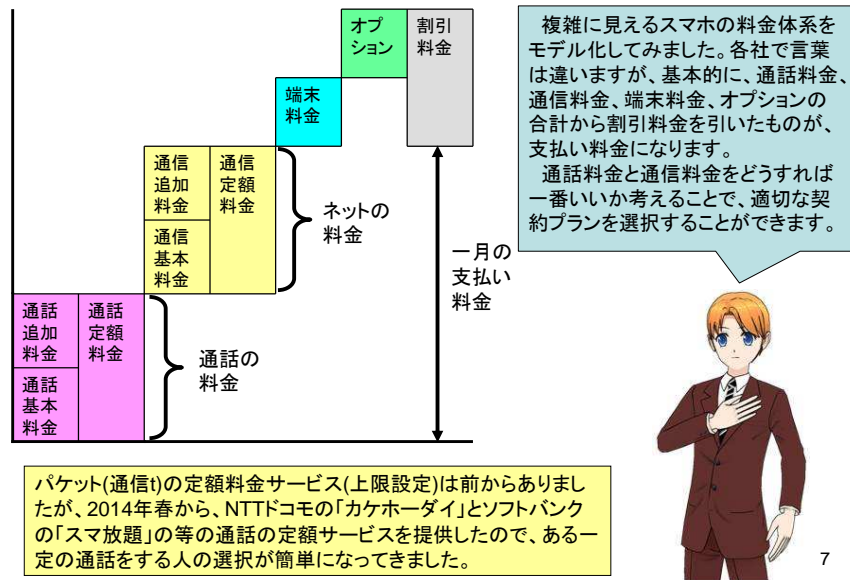 オプ
ション
割引
料金
端末
料金
通信
追加
料金
通信
定額
料金
通信
基本
料金
ネットの
料金
一月の
支払い
料金
通話
追加
料金
通話
定額
料金
通話
基本
料金
通話の
料金
複雑に見えるスマホの料金体系を
モデル化してみました。各社で言葉
は違いますが、基本的に、通話料金、
通信料金、端末料金、オプションの
合計から割引料金を引いたものが、
支払い料金になります。
通話料金と通信料金をどうすれば
一番いいか考えることで、適切な契
約プランを選択することができます。
パケット(通信t)の定額料金サービス(上限設定)は前からありまし
たが、2014年春から、NTTドコモの「カケホーダイ」とソフトバンク
の「スマ放題」の等の通話の定額サービスを提供したので、ある一
定の通話をする人の選択が簡単になってきました。
7